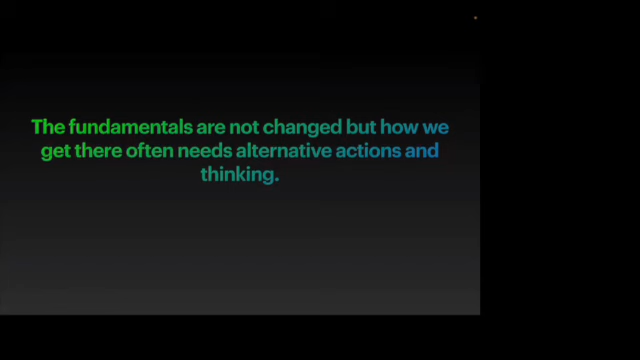 The fundamentals are not changed but how we
get there often needs alternative actions and
thinking.